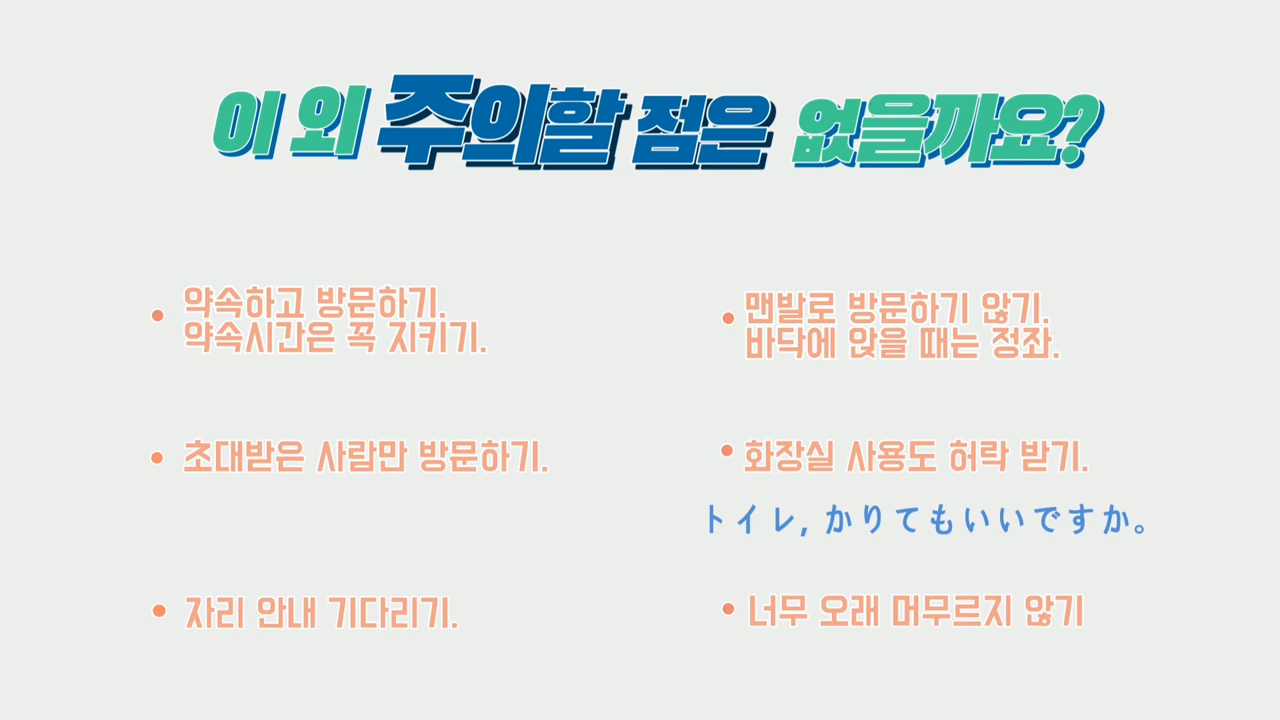 이 외 주의할 점은 없을까요?
약속하고 방문하기.
약속시간은 꼭 지키기.
초대받은 사람만 방문하기.
자리 안내 기다리기.
맨발로 방문하기 않기.
바닥에 앉을 때는 정좌.
화장실 사용도 허락 받기.
トイレ, かりてもいいですか。
너무 오래 머무르지 않기